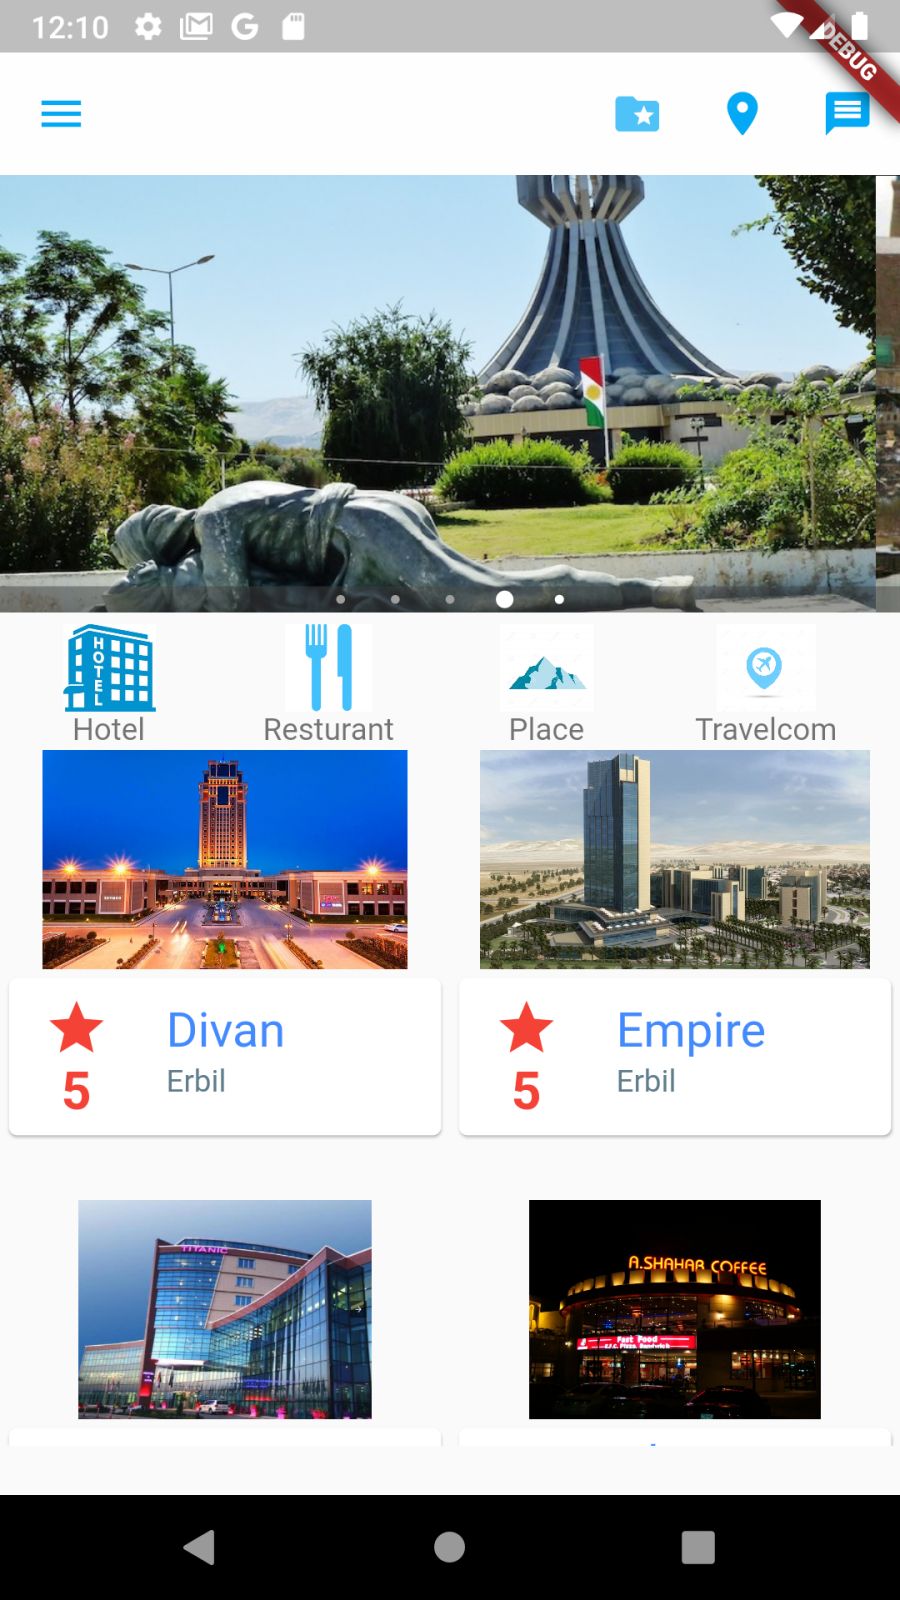 12:10
DEBUG
HOTEL
Hotel
Resturant
Place
Travelcom
Divan
Erbil
5
Empire
Erbil
5
TITANIC
A.SHAHAR COFFEE
Fast Food